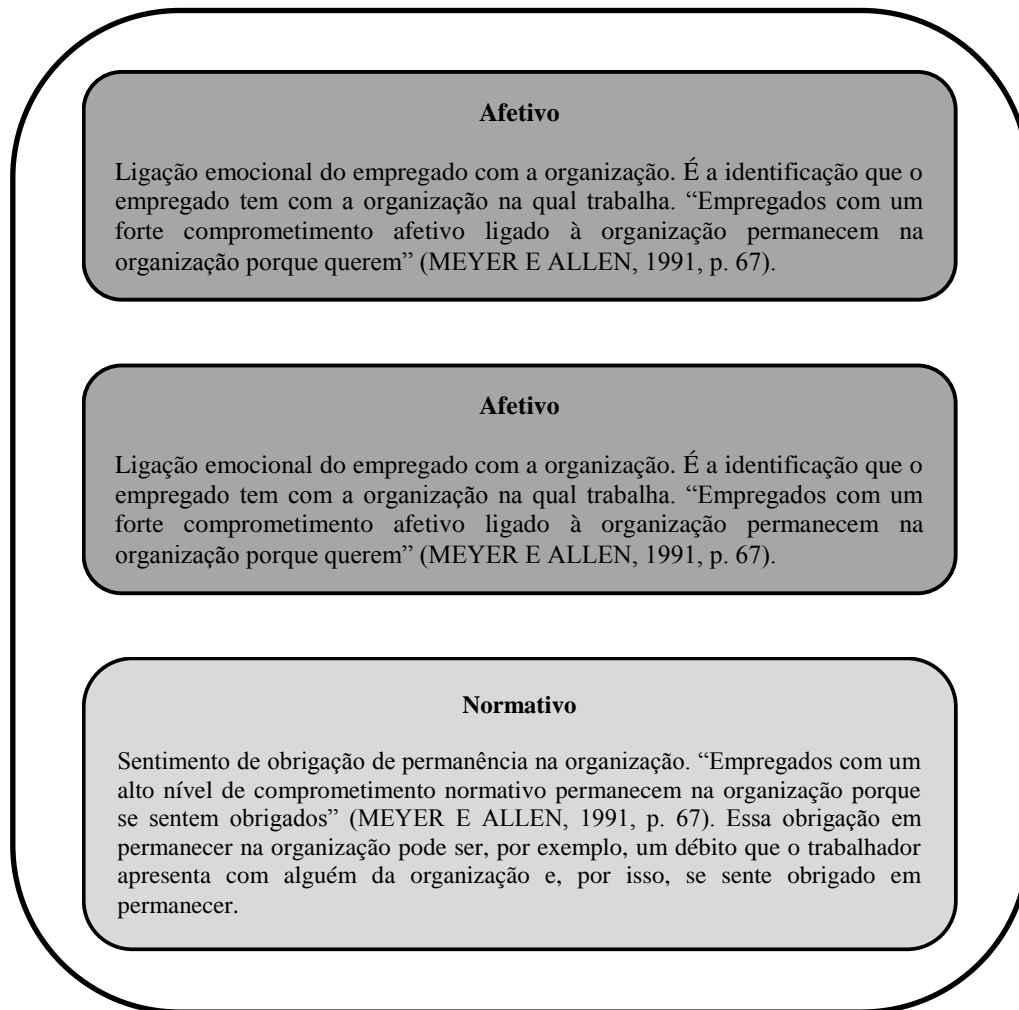 Afetivo
Ligação emocional do empregado com a organização. É a identificação que o
empregado tem com a organização na qual trabalha. “Empregados com um
forte comprometimento afetivo ligado à organização permanecem na
organização porque querem” (MEYER E ALLEN, 1991, p. 67).
Afetivo
Ligação emocional do empregado com a organização. É a identificação que o
empregado tem com a organização na qual trabalha. “Empregados com um
forte comprometimento afetivo ligado à organização permanecem na
organização porque querem” (MEYER E ALLEN, 1991, p. 67).
Normativo
Sentimento de obrigação de permanência na organização. “Empregados com um
alto nível de comprometimento normativo permanecem na organização porque
se sentem obrigados” (MEYER E ALLEN, 1991, p. 67). Essa obrigação em
permanecer na organização pode ser, por exemplo, um débito que o trabalhador
apresenta com alguém da organização e, por isso, se sente obrigado em
permanecer.